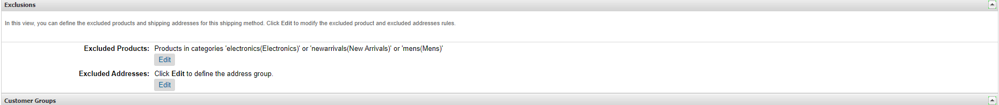 Exclusions
In this view, you can define the excluded products and shipping addresses for this shipping method. Click Edit to modify the excluded product and excluded addresses rules.
Excluded Products: Products in categories 'electronics(Electronics)' or 'newarrivals(New Arrivals)' or 'mens(Mens)'
Edit
Excluded Addresses: Click Edit to define the address group.
Edit
Customer Groups